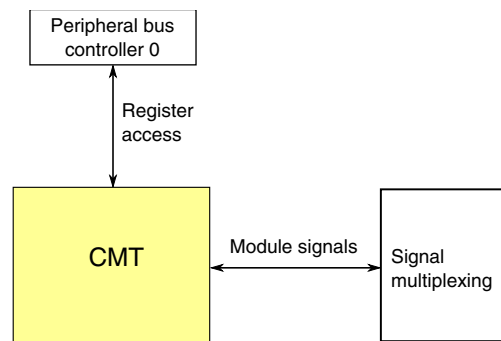 Peripheral bus
controller 0
Register
access
CMT
Module signals
Signal
multiplexing